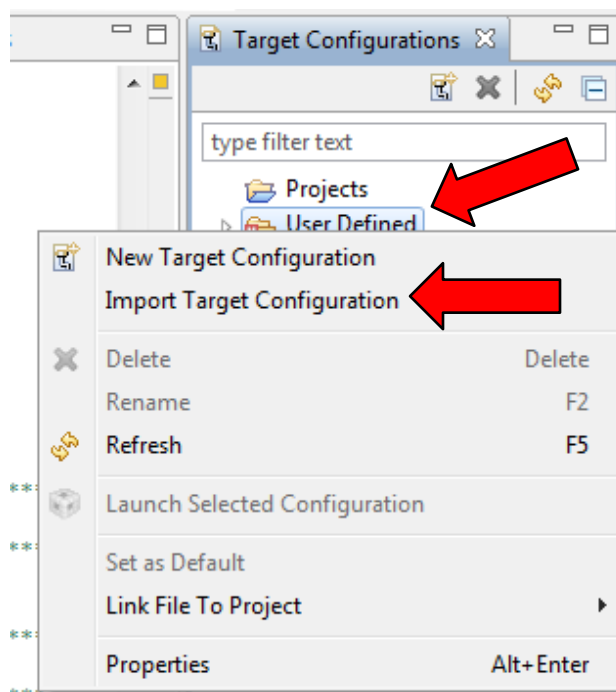 Target Configurations
type filter text
Projects
User Defined
New Target Configuration
Import Target Configuration
Delete Delete
Rename F2
Refresh F5
**
Launch Selected Configuration
**
Set as Default
Link File To Project
**
Properties Alt+Enter
**